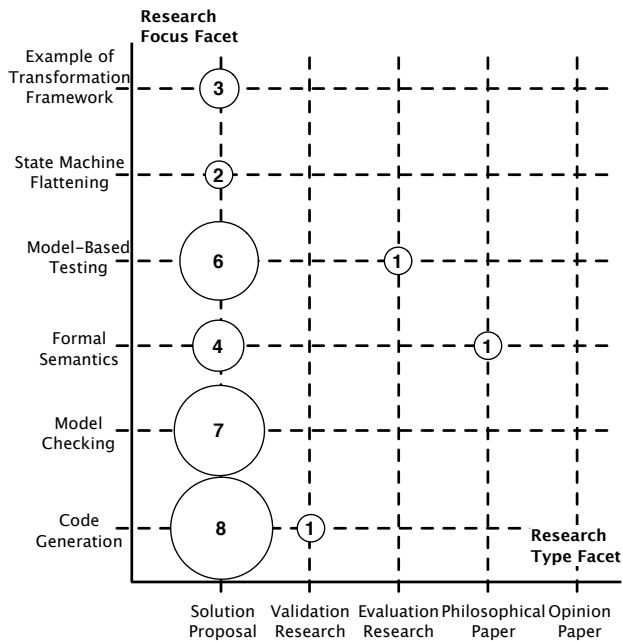 Research
Focus Facet
Example of
Transformation
Framework
3
State Machine
Flattening
2
Model-Based
Testing
6
1
Formal
Semantics
4
1
Model
Checking
7
Code
Generation
8
1
Research
Type Facet
Solution
Proposal
Validation
Research
Evaluation
Research
Philosophical
Paper
Opinion
Paper